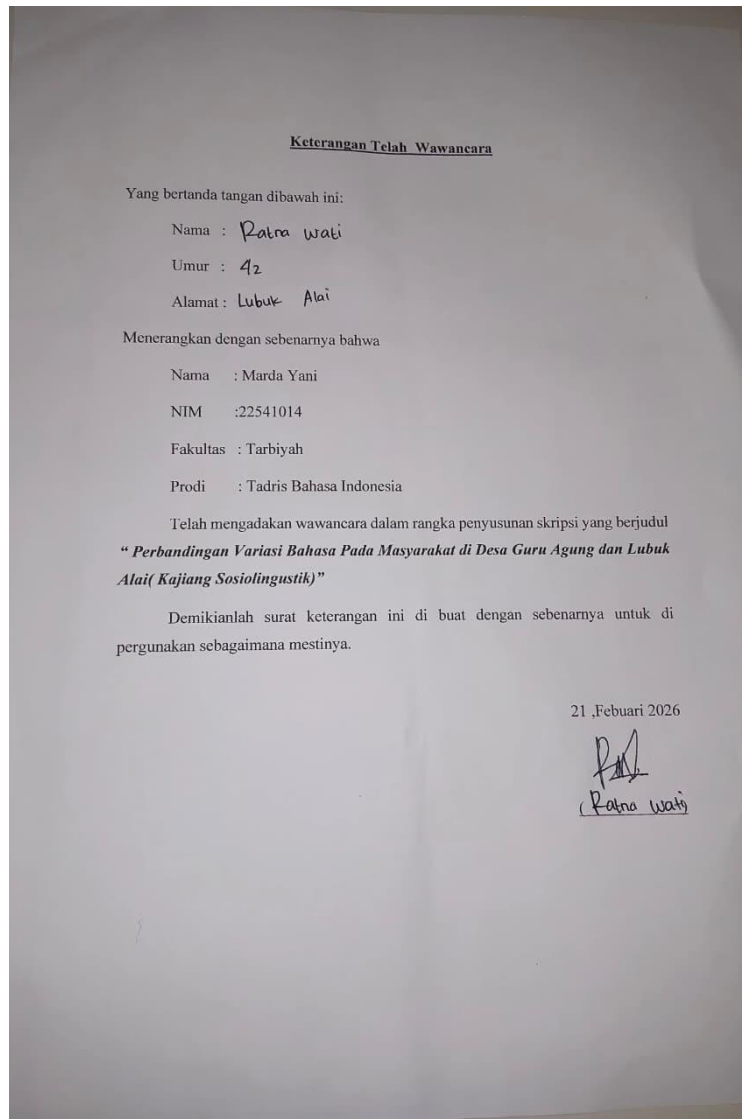 Keterangan Telah Wawancara
Yang bertanda tangan dibawah ini:
Nama : Ratna wati
Umur : 42
Alamat : Lubuk Alai
Menerangkan dengan sebenarnya bahwa
Nama : Marda Yani
NIM :22541014
Fakultas : Tarbiyah
Prodi : Tadris Bahasa Indonesia
Telah mengadakan wawancara dalam rangka penyusunan skripsi yang berjudul
“ Perbandingan Variasi Bahasa Pada Masyarakat di Desa Guru Agung dan Lubuk
Alai( Kajiang Sosiolingustik)”
Demikianlah surat keterangan ini di buat dengan sebenarnya untuk di
pergunakan sebagaimana mestinya.
21 ,Febuari 2026
( Ratna wati)